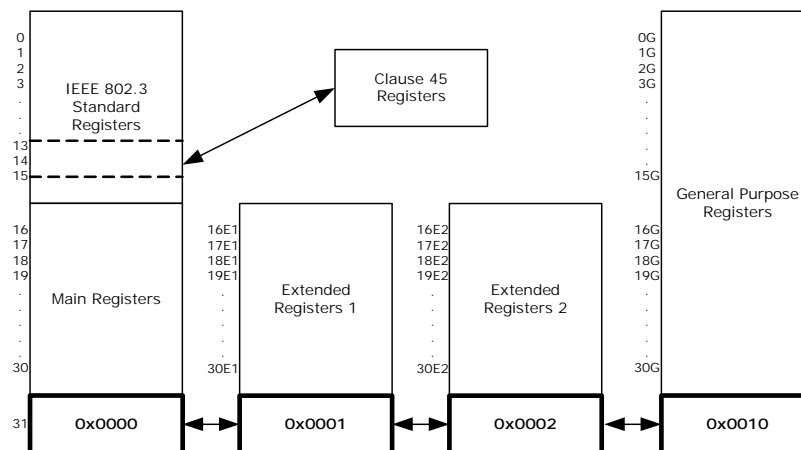 0
1
2
3
.
.
.
13
14
15
IEEE 802.3
Standard
Registers
Clause 45
Registers
0G
1G
2G
3G
.
.
.
.
.
15G
General Purpose
Registers
16
17
18
19
.
.
.
.
.
30
Main Registers
16E1
17E1
18E1
19E1
.
.
.
.
.
30E1
Extended
Registers 1
16E2
17E2
18E2
19E2
.
.
.
.
.
30E2
Extended
Registers 2
16G
17G
18G
19G
.
.
.
.
.
30G
31
0x0000
0x0001
0x0002
0x0010